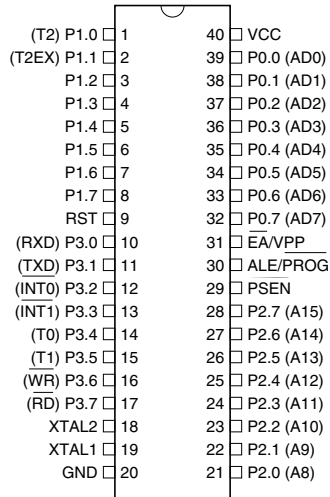 (T2) P1.0 1 40 VCC
(T2EX) P1.1 2 39 P0.0 (AD0)
P1.2 3 38 P0.1 (AD1)
P1.3 4 37 P0.2 (AD2)
P1.4 5 36 P0.3 (AD3)
P1.5 6 35 P0.4 (AD4)
P1.6 7 34 P0.5 (AD5)
P1.7 8 33 P0.6 (AD6)
RST 9 32 P0.7 (AD7)
(RXD) P3.0 10 31 E̅A̅/VPP
(TXD) P3.1 11 30 ALE/P̅R̅O̅G̅
(I̅N̅T̅0̅) P3.2 12 29 P̅S̅E̅N̅
(I̅N̅T̅1̅) P3.3 13 28 P2.7 (A15)
(T0) P3.4 14 27 P2.6 (A14)
(T1) P3.5 15 26 P2.5 (A13)
(W̅R̅) P3.6 16 25 P2.4 (A12)
(R̅D̅) P3.7 17 24 P2.3 (A11)
XTAL2 18 23 P2.2 (A10)
XTAL1 19 22 P2.1 (A9)
GND 20 21 P2.0 (A8)